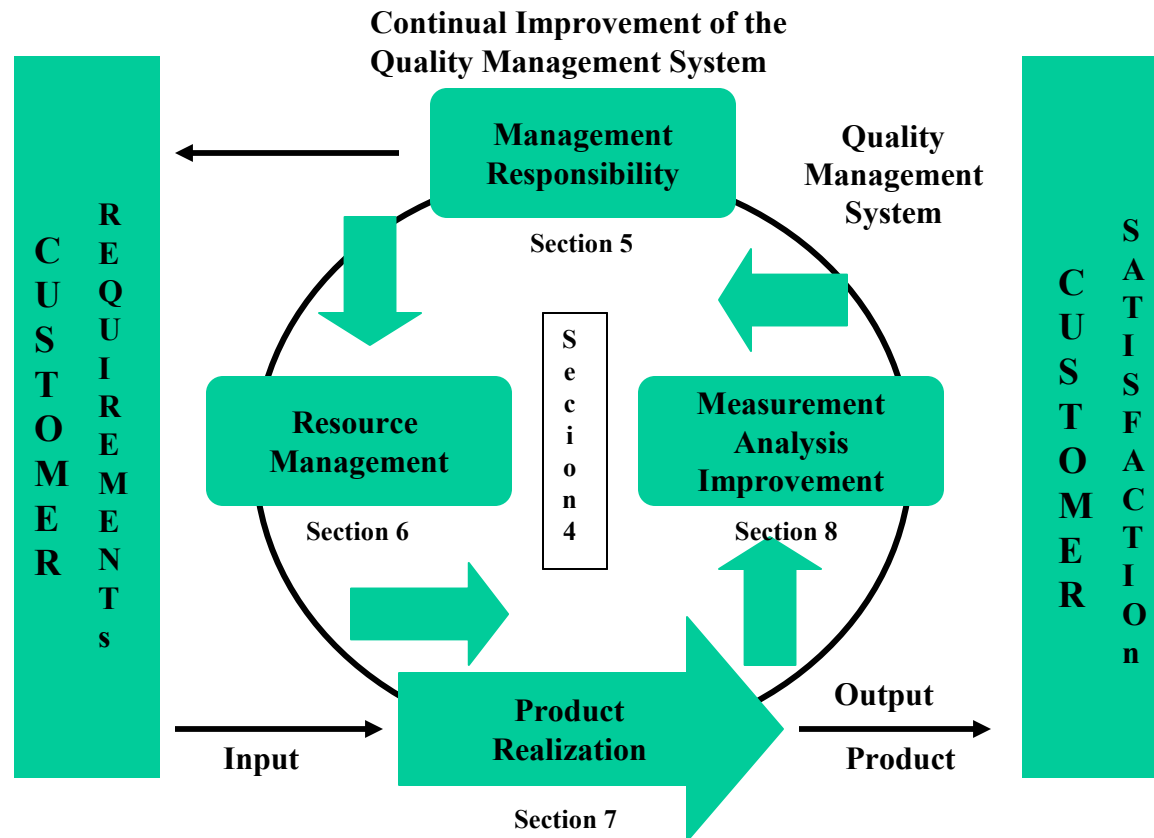 Continual Improvement of the
Quality Management System
CUSTOMER
REQUIREMENTs
Management
Responsibility
Section 5
Quality
Management
System
Resource
Management
Section 6
Secion4
Measurement
Analysis
Improvement
Section 8
Input
Product
Realization
Section 7
Output
Product
CUSTOMER
SATISFACTIOn